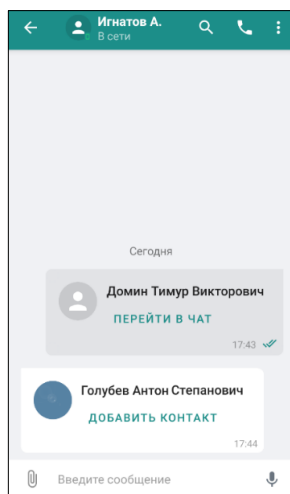 Игнатов А.
В сети
Сегодня
Домин Тимур Викторович
ПЕРЕЙТИ В ЧАТ
17:43
Голубев Антон Степанович
ДОБАВИТЬ КОНТАКТ
17:44
Введите сообщение